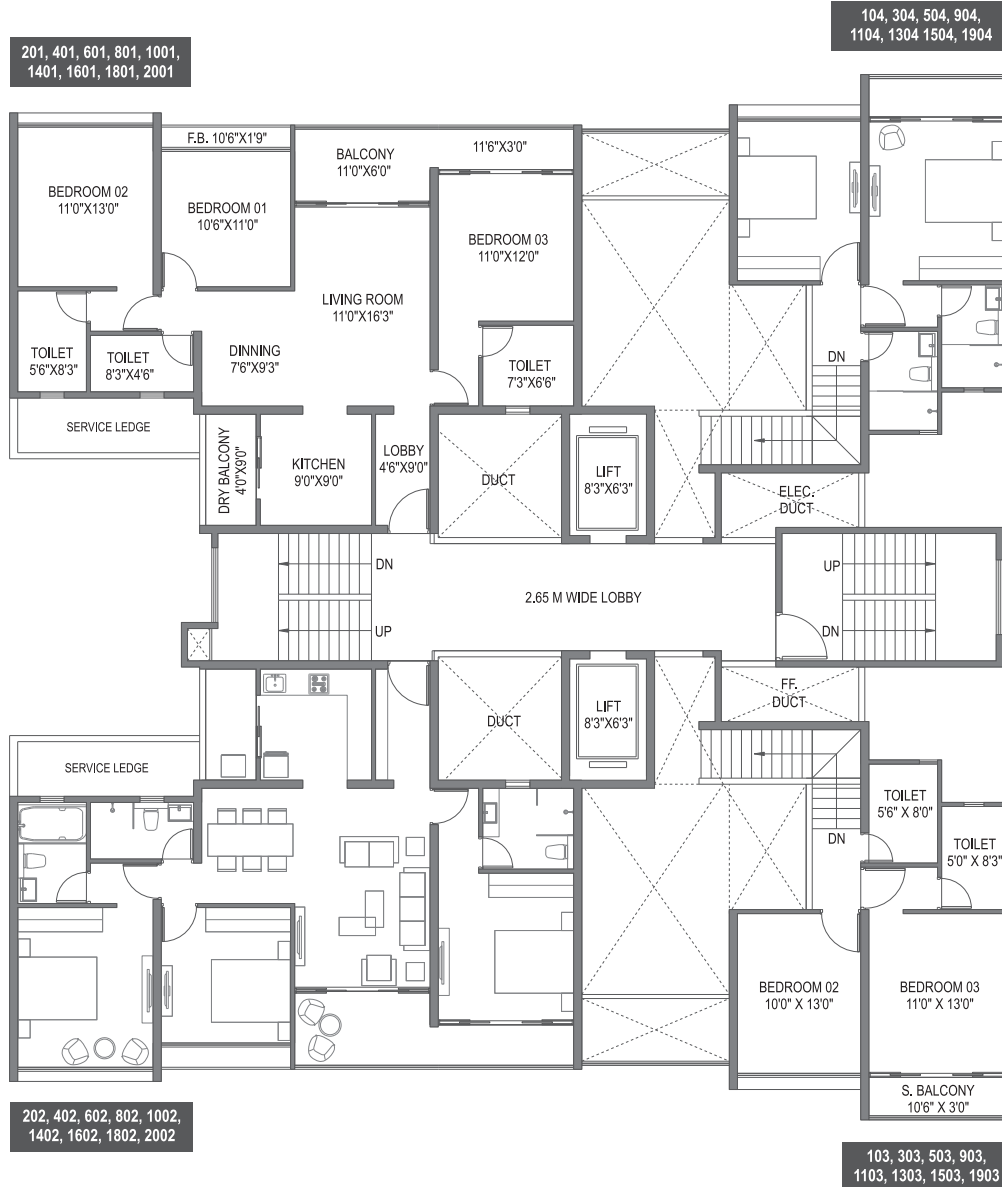 104, 304, 504, 904,
1104, 1304 1504, 1904
201, 401, 601, 801, 1001,
1401, 1601, 1801, 2001
F.B. 10'6"X1'9"
BALCONY
11'0"X6'0"
11'6"X3'0"
BEDROOM 02
11'0"X13'0"
BEDROOM 01
10'6"X11'0"
BEDROOM 03
11'0"X12'0"
LIVING ROOM
11'0"X16'3"
DINNING
7'6"X9'3"
TOILET
5'6"X8'3"
TOILET
8'3"X4'6"
TOILET
7'3"X6'6"
DN
SERVICE LEDGE
DRY BALCONY
4'0"X9'0"
KITCHEN
9'0"X9'0"
LOBBY
4'6"X9'0"
DUCT
LIFT
8'3"X6'3"
ELEC.
DUCT
DN
UP
2.65 M WIDE LOBBY
UP
DN
DUCT
LIFT
8'3"X6'3"
FF.
DUCT
SERVICE LEDGE
DN
TOILET
5'6" X 8'0"
TOILET
5'0" X 8'3"
BEDROOM 02
10'0" X 13'0"
BEDROOM 03
11'0" X 13'0"
S. BALCONY
10'6" X 3'0"
202, 402, 602, 802, 1002,
1402, 1602, 1802, 2002
103, 303, 503, 903,
1103, 1303, 1503, 1903